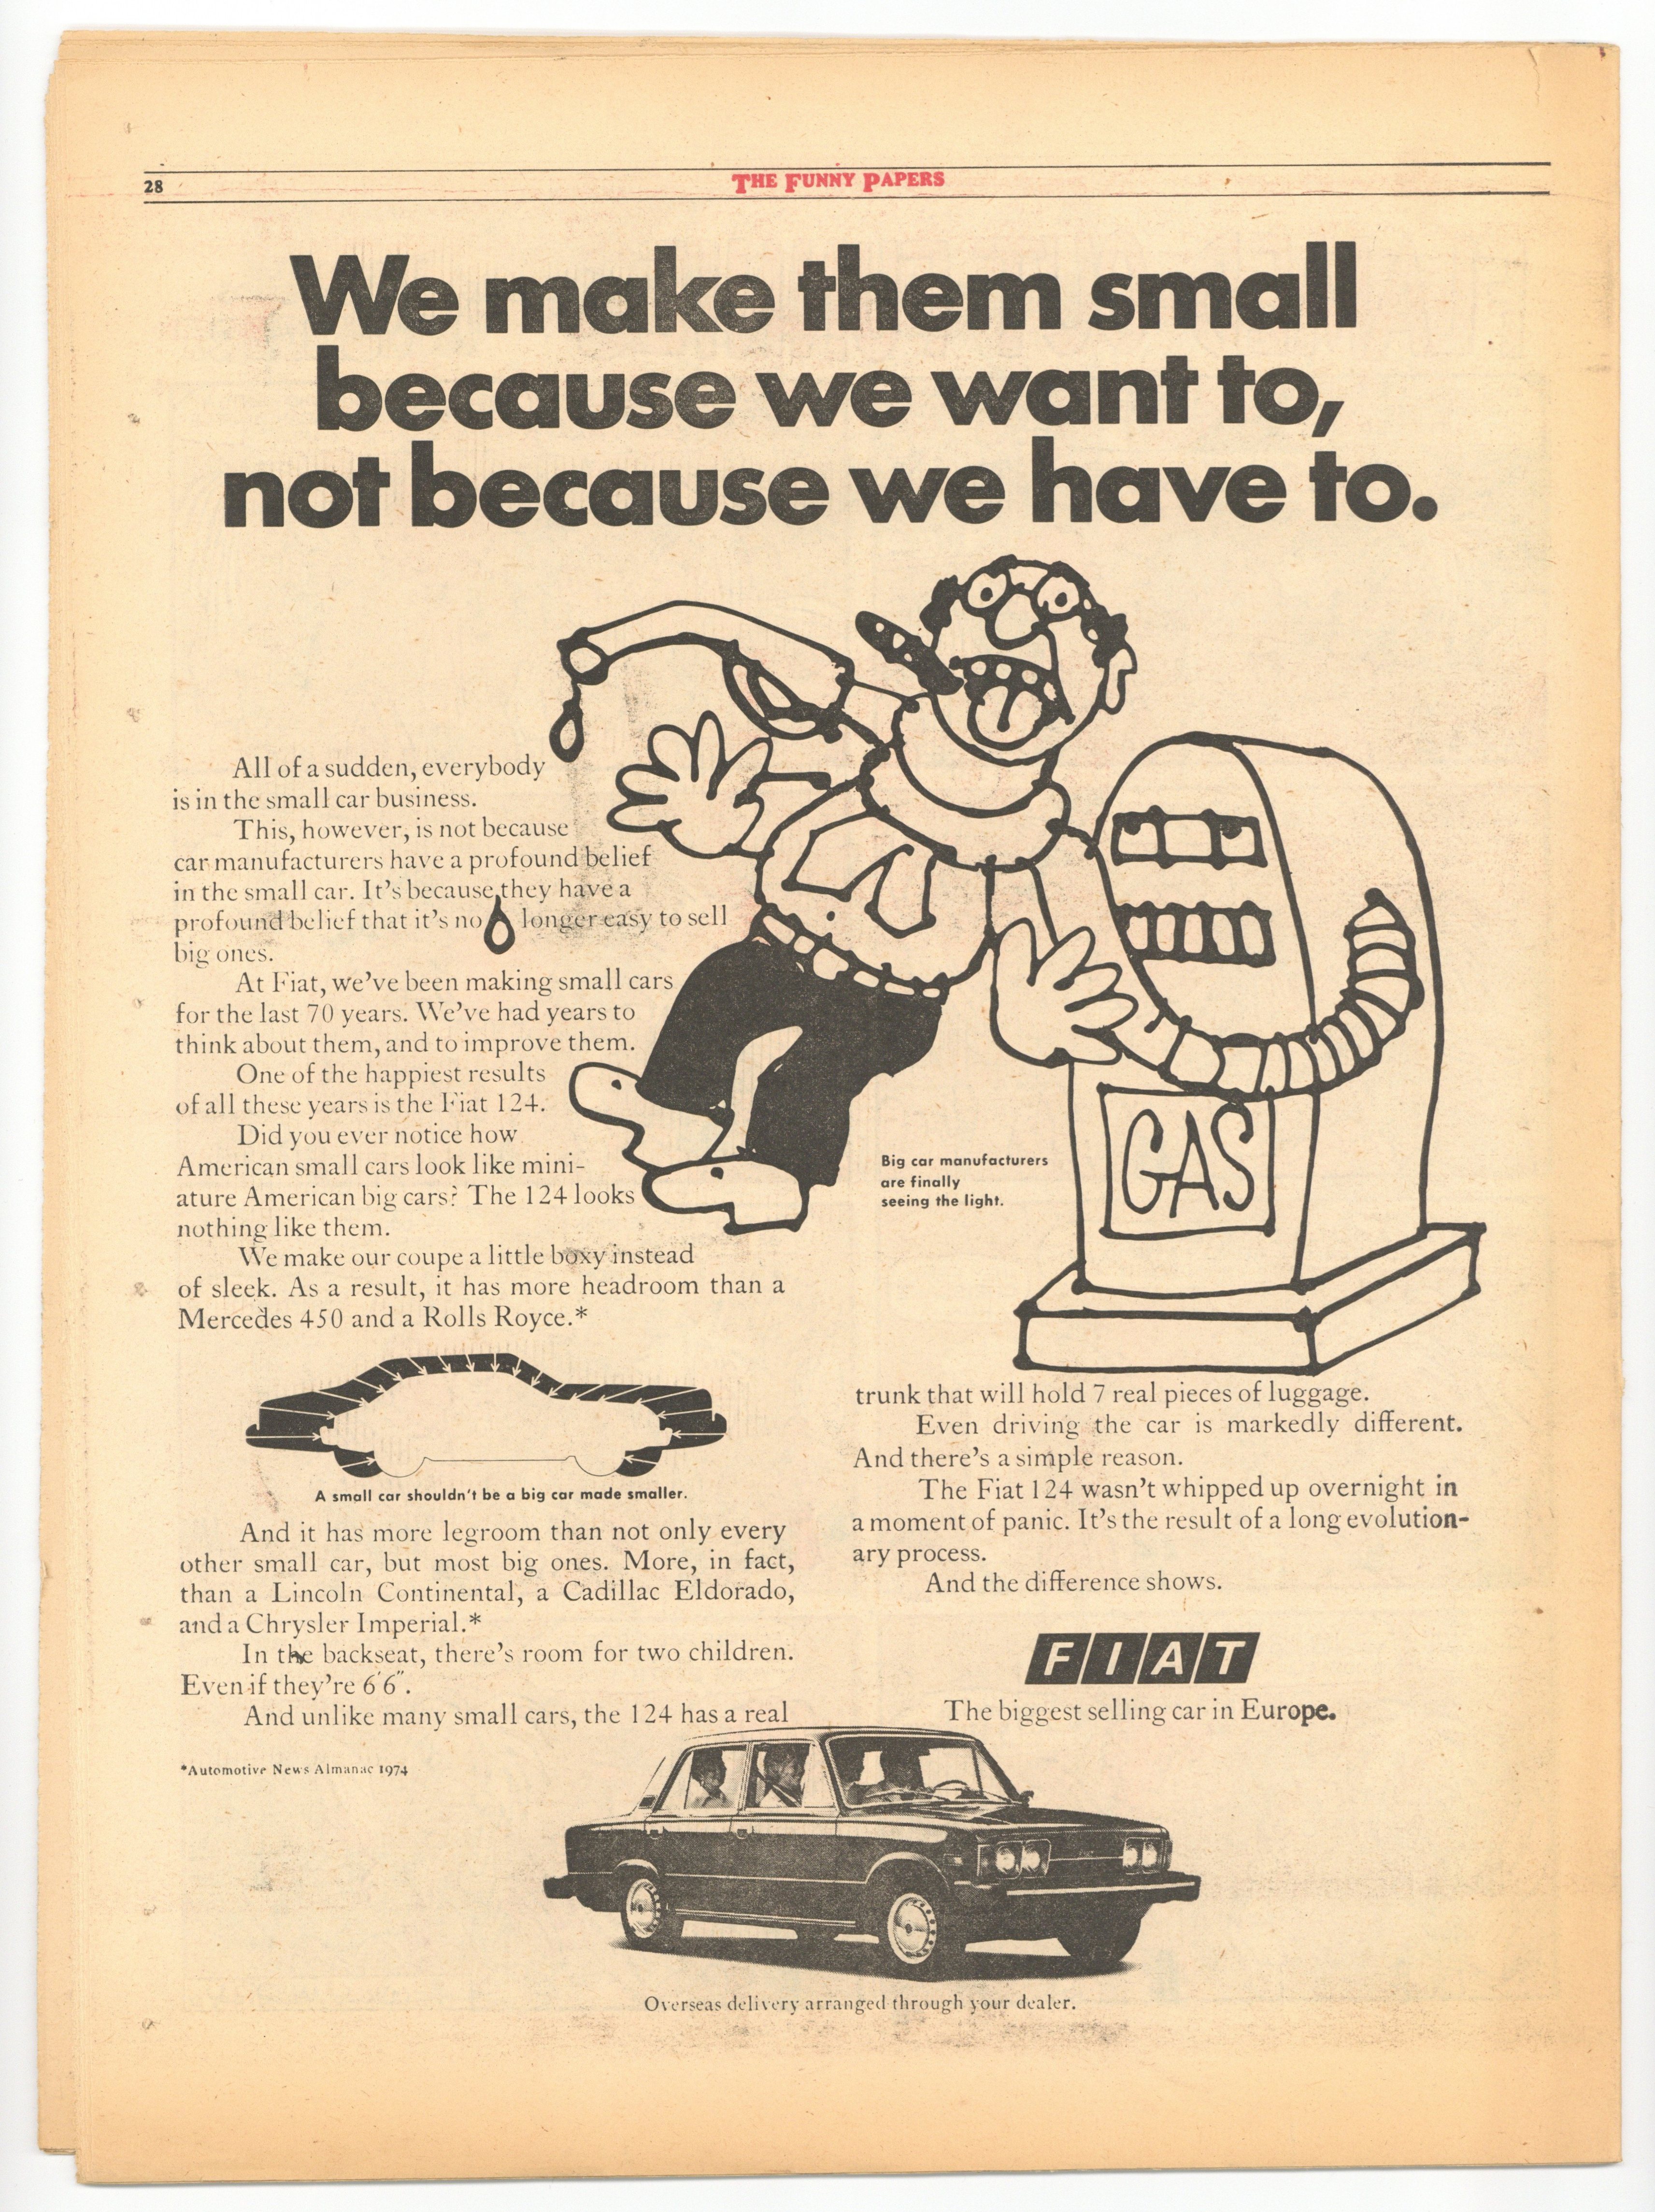 28
THE FUNNY PAPERS
We make them small
because we want to,
not because we have to.
All of a sudden, everybody
is in the small car business.
This, however, is not because
car manufacturers have a profound belief
in the small car. It's because they have a
profound belief that it's no longer easy to sell
big ones.
At Fiat, we've been making small cars
for the last 70 years. We've had years to
think about them, and to improve them.
One of the happiest results
of all these years is the Fiat 124.
Did you ever notice how
American small cars look like mini-
ature American big cars? The 124 looks
nothing like them.
We make our coupe a little boxy instead
of sleek. As a result, it has more headroom than a
Mercedes 450 and a Rolls Royce.*
A small car shouldn't be a big car made smaller.
And it has more legroom than not only every
other small car, but most big ones. More, in fact,
than a Lincoln Continental, a Cadillac Eldorado,
and a Chrysler Imperial.*
In the backseat, there's room for two children.
Even if they're 6'6".
And unlike many small cars, the 124 has a real
*Automotive News Almanac 1974
GAS
Big car manufacturers
are finally
seeing the light.
trunk that will hold 7 real pieces of luggage.
Even driving the car is markedly different.
And there's a simple reason.
The Fiat 124 wasn't whipped up overnight in
a moment of panic. It's the result of a long evolution-
ary process.
And the difference shows.
FIAT
The biggest selling car in Europe.
Overseas delivery arranged through your dealer.